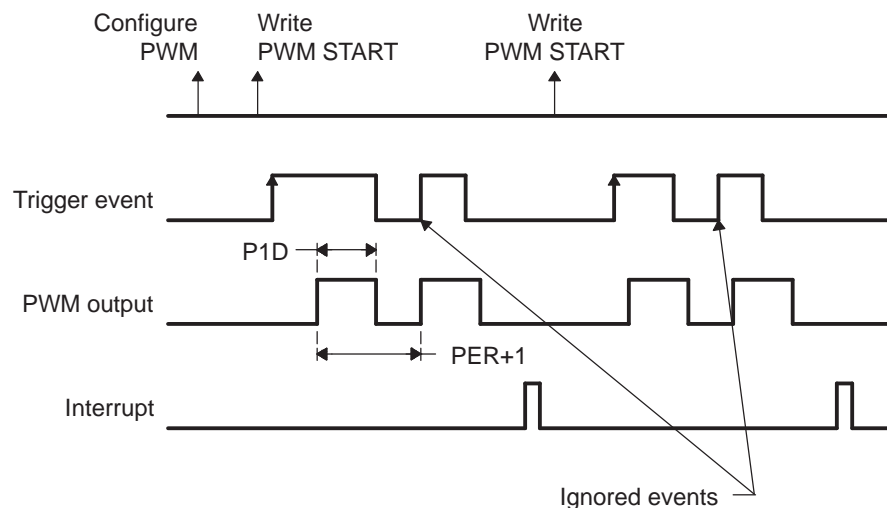 Configure
PWM
Write
PWM START
Write
PWM START
Trigger event
P1D
PWM output
PER+1
Interrupt
Ignored events